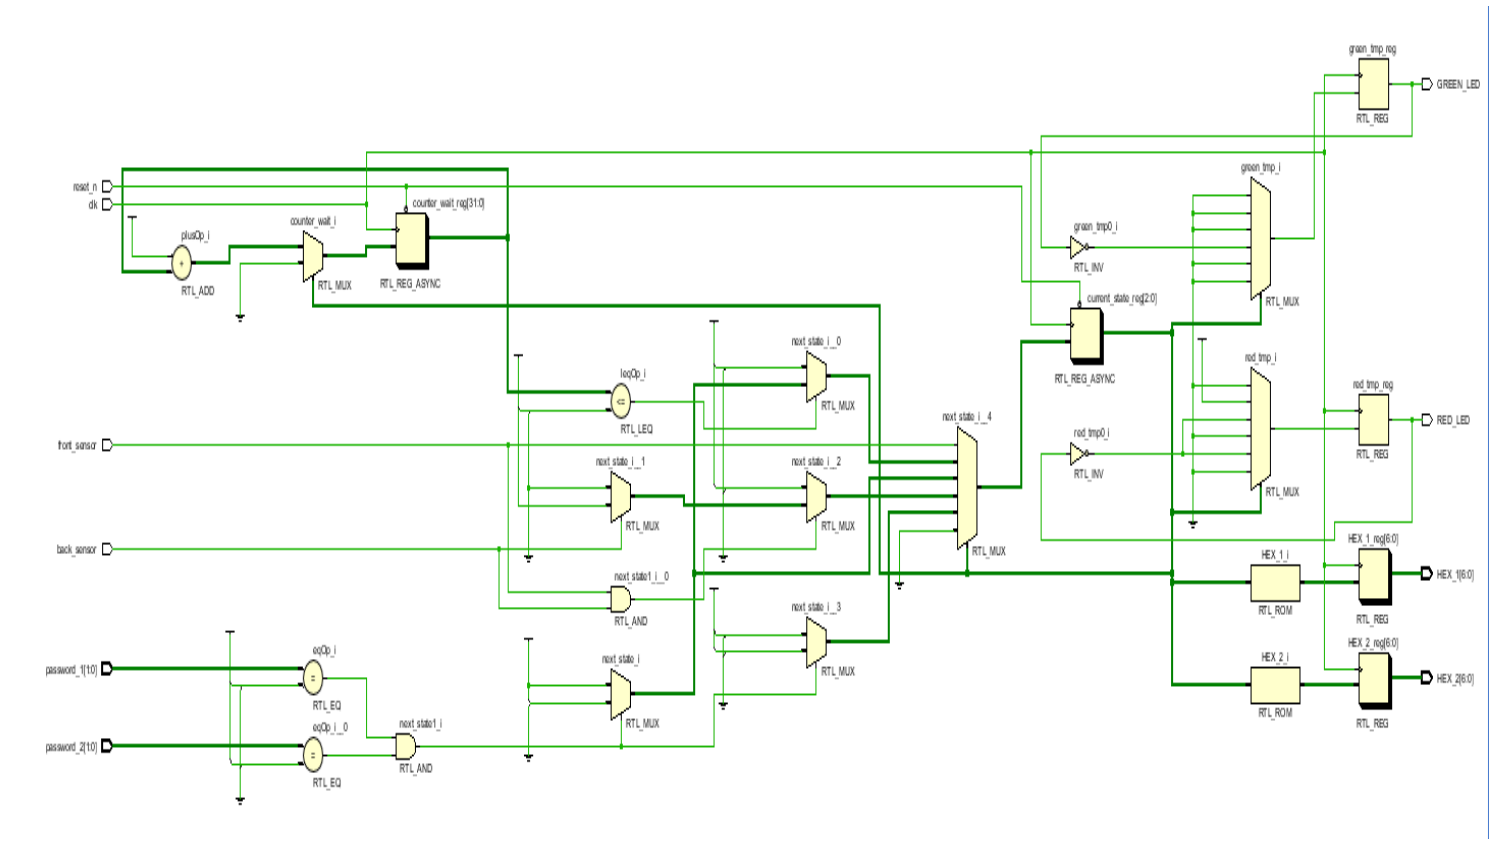 green_tmp_reg
GREEN_LED
RTL_REG
green_tmp_i
reset_n
clk
counter_wait_reg[31:0]
counter_wait_i
plusOp_i
+
RTL_ADD
RTL_MUX
RTL_REG_ASYNC
green_tmp0_i
RTL_INV
RTL_MUX
current_state_reg[2:0]
RTL_REG_ASYNC
next_state_i__0
RTL_MUX
leqOp_i
<=
RTL_LEQ
red_tmp_i
red_tmp_reg
RED_LED
RTL_REG
next_state_i__4
red_tmp0_i
RTL_INV
RTL_MUX
front_sensor
next_state_i__1
RTL_MUX
next_state_i__2
RTL_MUX
RTL_MUX
back_sensor
next_state1_i__0
RTL_AND
HEX_1_i
RTL_ROM
HEX_1_reg[6:0]
HEX_1[6:0]
RTL_REG
next_state_i__3
RTL_MUX
password_1[1:0]
eqOp_i
=
RTL_EQ
next_state_i
RTL_MUX
HEX_2_i
RTL_ROM
HEX_2_reg[6:0]
HEX_2[6:0]
RTL_REG
password_2[1:0]
eqOp_i__0
=
RTL_EQ
next_state1_i
RTL_AND